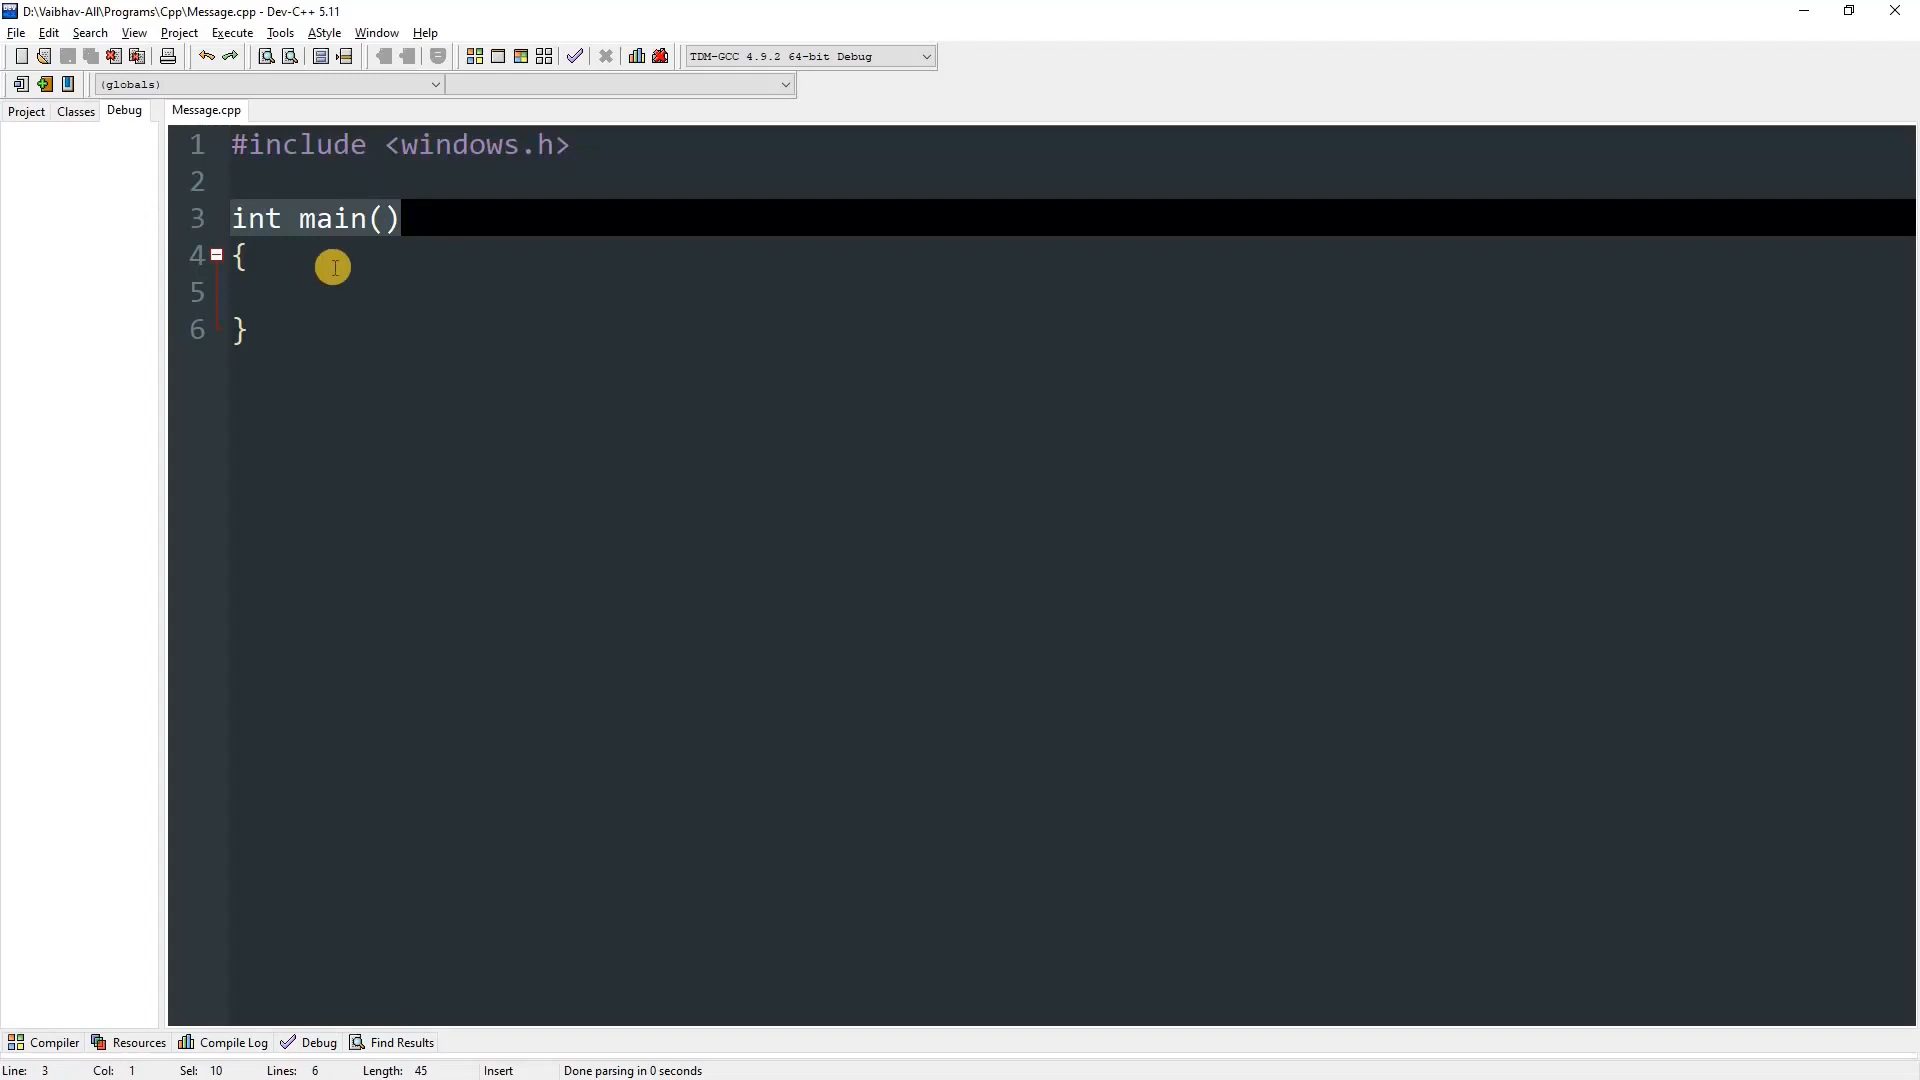 D:\Vaibhav-All\Programs\Cpp\Message.cpp - Dev-C++ 5.11
File Edit Search View Project Execute Tools AStyle Window Help
TDM-GCC 4.9.2 64-bit Debug
(globals)
Project Classes Debug Message.cpp
1 #include <windows.h>
2
3 int main()
4 {
5
6 }
Compiler Resources Compile Log Debug Find Results
Line: 3 Col: 1 Sel: 10 Lines: 6 Length: 45 Insert Done parsing in 0 seconds